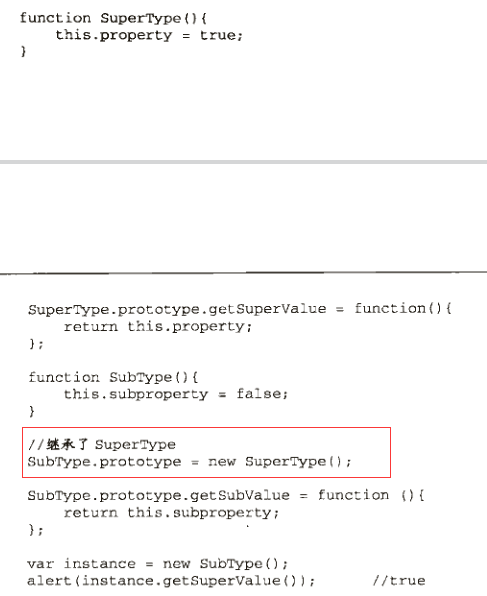 function SuperType(){
    this.property = true;
}
SuperType.prototype.getSuperValue = function(){
    return this.property;
};
function SubType(){
    this.subproperty = false;
}
//继承了 SuperType
SubType.prototype = new SuperType();
SubType.prototype.getSubValue = function (){
    return this.subproperty;
};
var instance = new SubType();
alert(instance.getSuperValue());      //true